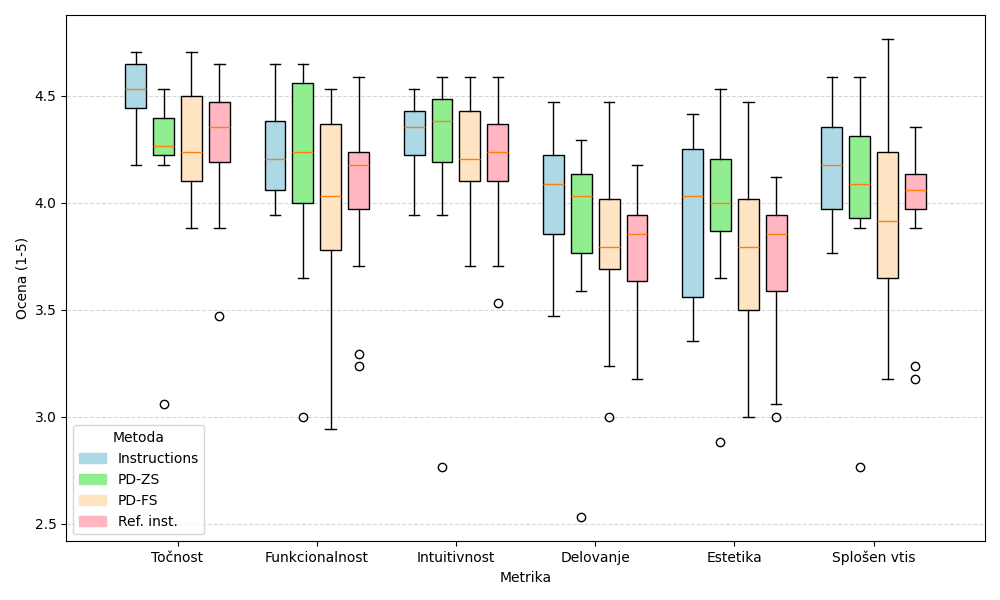 Ocena (1-5)
4.5
4.0
3.5
3.0
2.5
Metoda
Instructions
PD-ZS
PD-FS
Ref. inst.
Točnost
Funkcionalnost
Intuitivnost
Delovanje
Estetika
Splošen vtis
Metrika